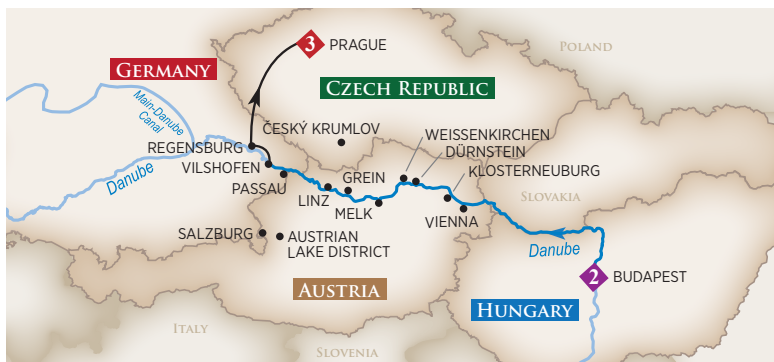 POLAND
3
PRAGUE
GERMANY
CZECH REPUBLIC
Main-Danube
Canal
ČESKÝ KRUMLOV
WEISSENKIRCHEN
DÜRNSTEIN
REGENSBURG
VILSHOFEN
PASSAU
GREIN
KLOSTERNEUBURG
Danube
LINZ
MELK
SLOVAKIA
VIENNA
SALZBURG
AUSTRIAN
LAKE DISTRICT
Danube
2
BUDAPEST
AUSTRIA
HUNGARY
ITALY
SLOVENIA